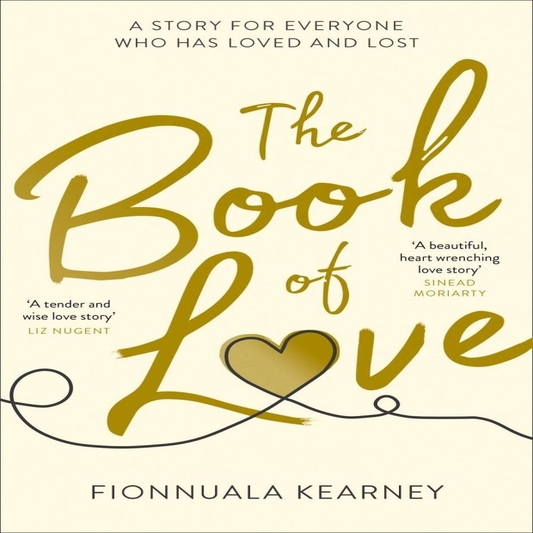 A STORY FOR EVERYONE
WHO HAS LOVED AND LOST
The
Book
of
Love
‘A beautiful,
heart wrenching
love story’
SINEAD
MORIARTY
‘A tender and
wise love story’
LIZ NUGENT
FIONNUALA KEARNEY